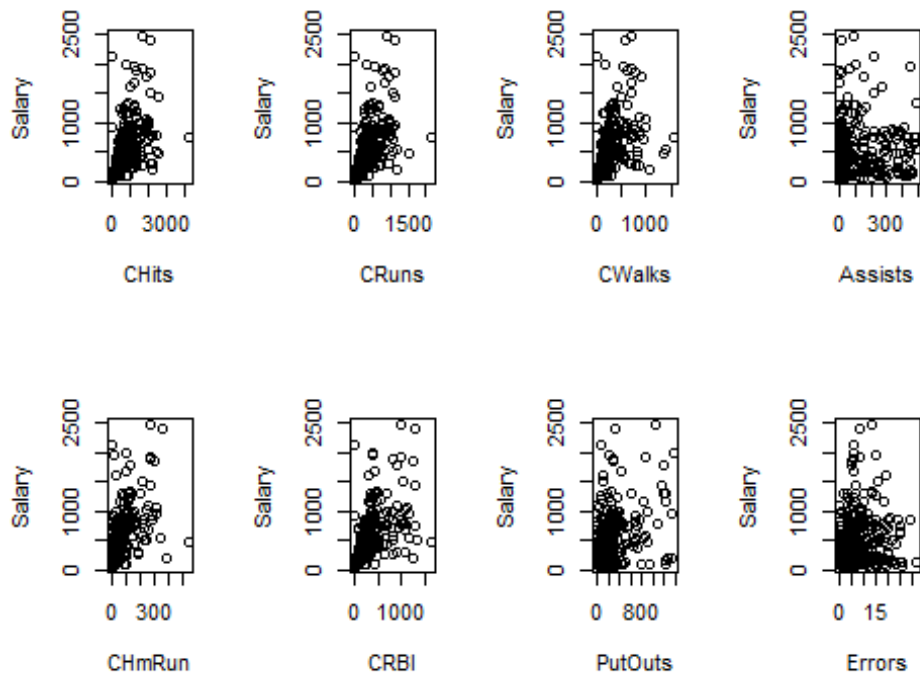 Salary 0 1000 2500
0 3000
CHits
Salary 0 1000 2500
0 1500
CRuns
Salary 0 1000 2500
0 1000
CWalks
Salary 0 1000 2500
0 300
Assists
Salary 0 1000 2500
0 300
CHmRun
Salary 0 1000 2500
0 1000
CRBI
Salary 0 1000 2500
0 800
PutOuts
Salary 0 1000 2500
0 15
Errors